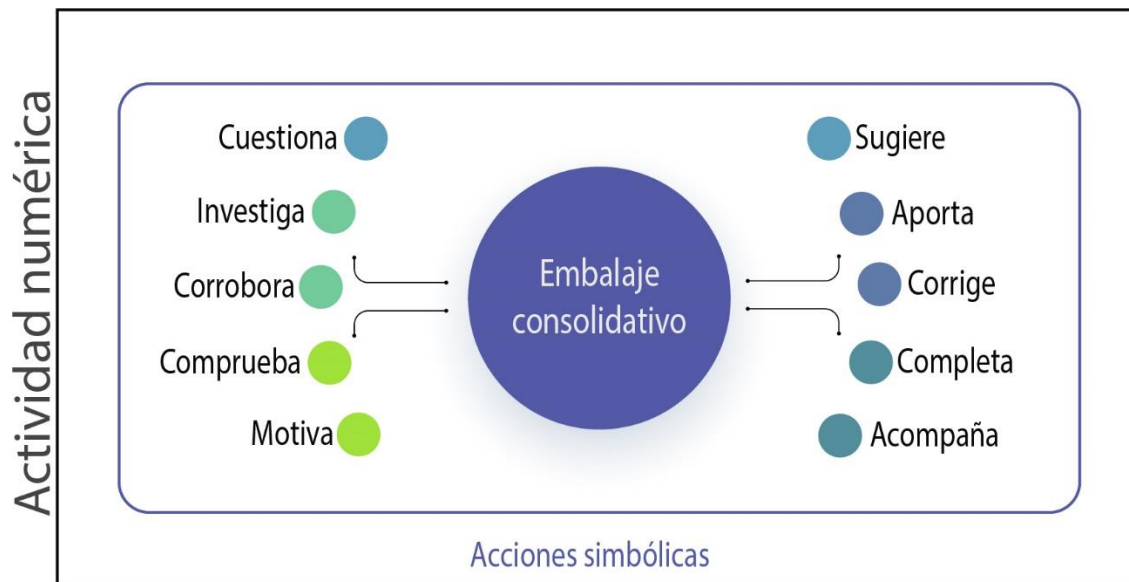 Actividad numérica
Cuestiona
Investiga
Corrobora
Comprueba
Motiva
Embalaje
consolidativo
Sugiere
Aporta
Corrige
Completa
Acompaña
Acciones simbólicas